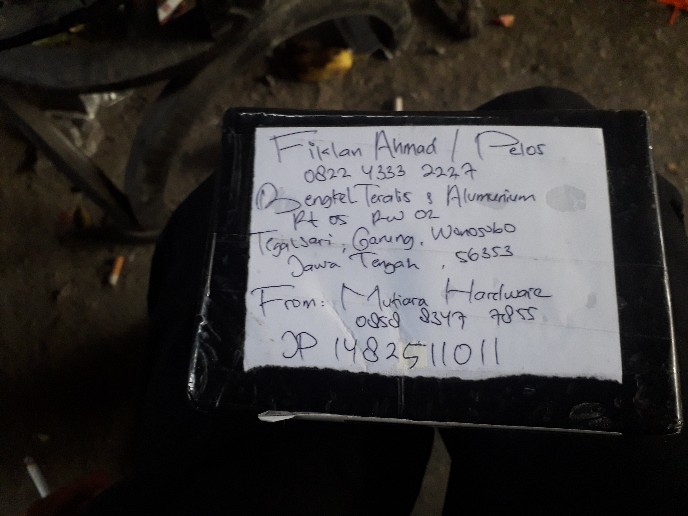 Fiklan Ahmad / Pelos
0822 4333 2227
Bengkel Teralis & Alumunium
Rt 05 RW 02
Tegalsari, Garung, Wonosobo
Jawa Tengah, 56353
From: Mutiara Hardware
0858 8347 7855
JP 1482511011